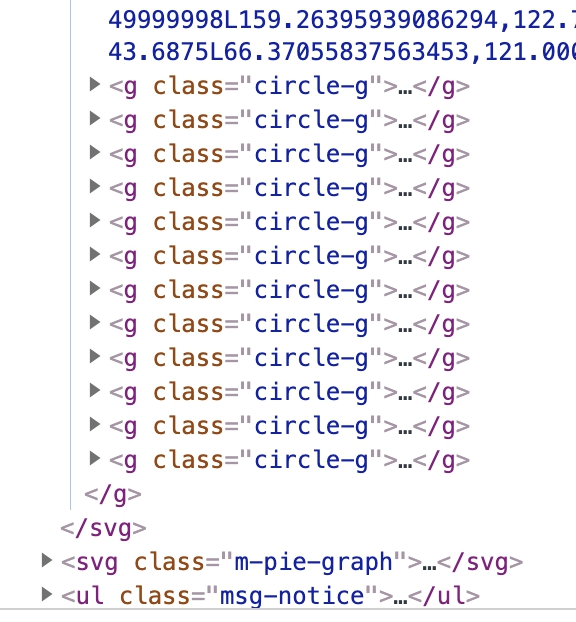 49999998L159.26395939086294,122.7
43.6875L66.37055837563453,121.000
<g class="circle-g">…</g>
<g class="circle-g">…</g>
<g class="circle-g">…</g>
<g class="circle-g">…</g>
<g class="circle-g">…</g>
<g class="circle-g">…</g>
<g class="circle-g">…</g>
<g class="circle-g">…</g>
<g class="circle-g">…</g>
<g class="circle-g">…</g>
<g class="circle-g">…</g>
<g class="circle-g">…</g>
</g>
</svg>
<svg class="m-pie-graph">…</svg>
<ul class="msg-notice">…</ul>